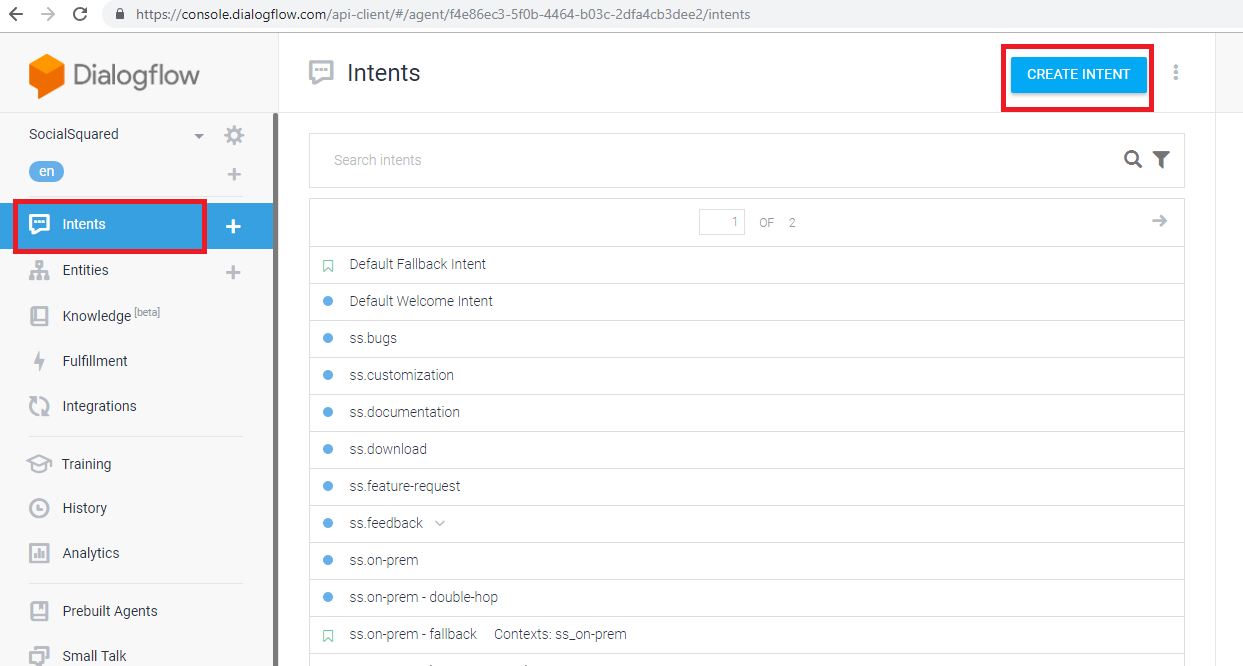 https://console.dialogflow.com/api-client/#/agent/f4e86ec3-5f0b-4464-b03c-2dfa4cb3dee2/intents
Dialogflow
Intents
CREATE INTENT
SocialSquared
en
Intents
Entities
Knowledge [beta]
Fulfillment
Integrations
Training
History
Analytics
Prebuilt Agents
Small Talk
Search intents
1 OF 2
Default Fallback Intent
Default Welcome Intent
ss.bugs
ss.customization
ss.documentation
ss.download
ss.feature-request
ss.feedback
ss.on-prem
ss.on-prem - double-hop
ss.on-prem - fallback Contexts: ss_on-prem